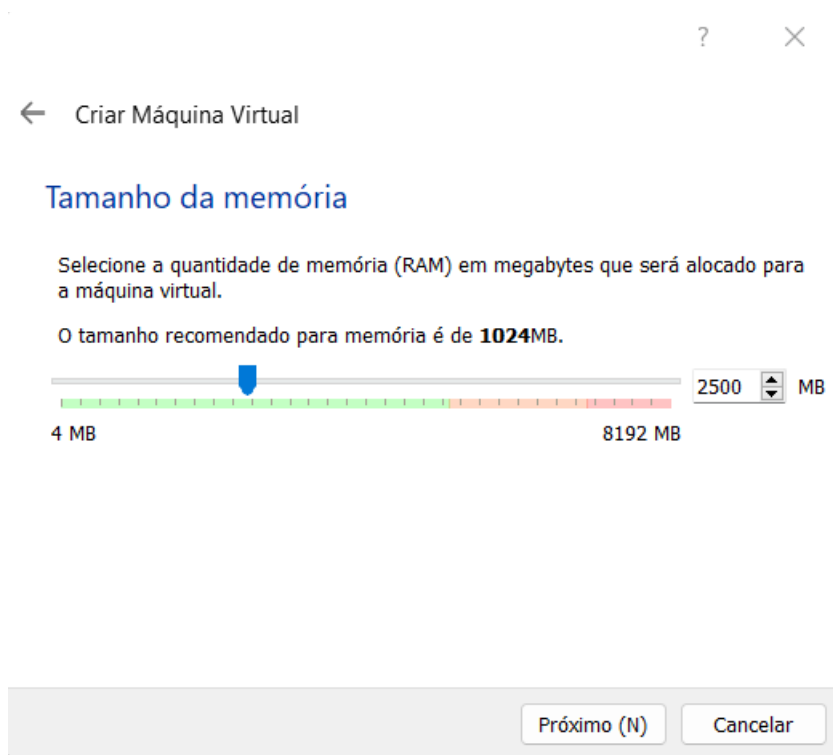 ?
Criar Máquina Virtual
Tamanho da memória
Selecione a quantidade de memória (RAM) em megabytes que será alocado para
a máquina virtual.
O tamanho recomendado para memória é de 1024MB.
2500 MB
4 MB 8192 MB
Próximo (N) Cancelar